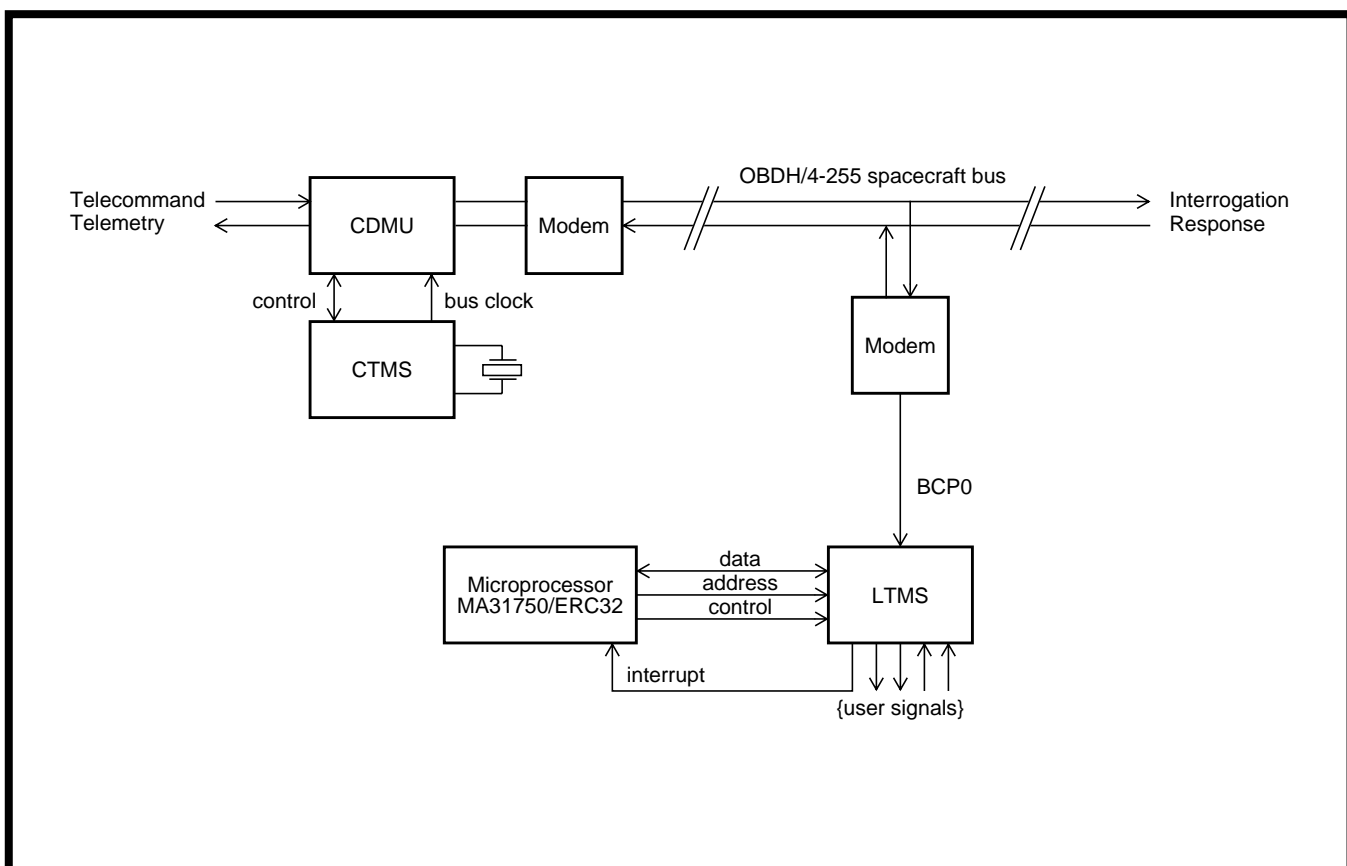 OBDH/4-255 spacecraft bus
Telecommand
Telemetry
CDMU
Modem
Interrogation
Response
control
bus clock
CTMS
Modem
BCP0
Microprocessor
MA31750/ERC32
data
address
control
LTMS
interrupt
{user signals}